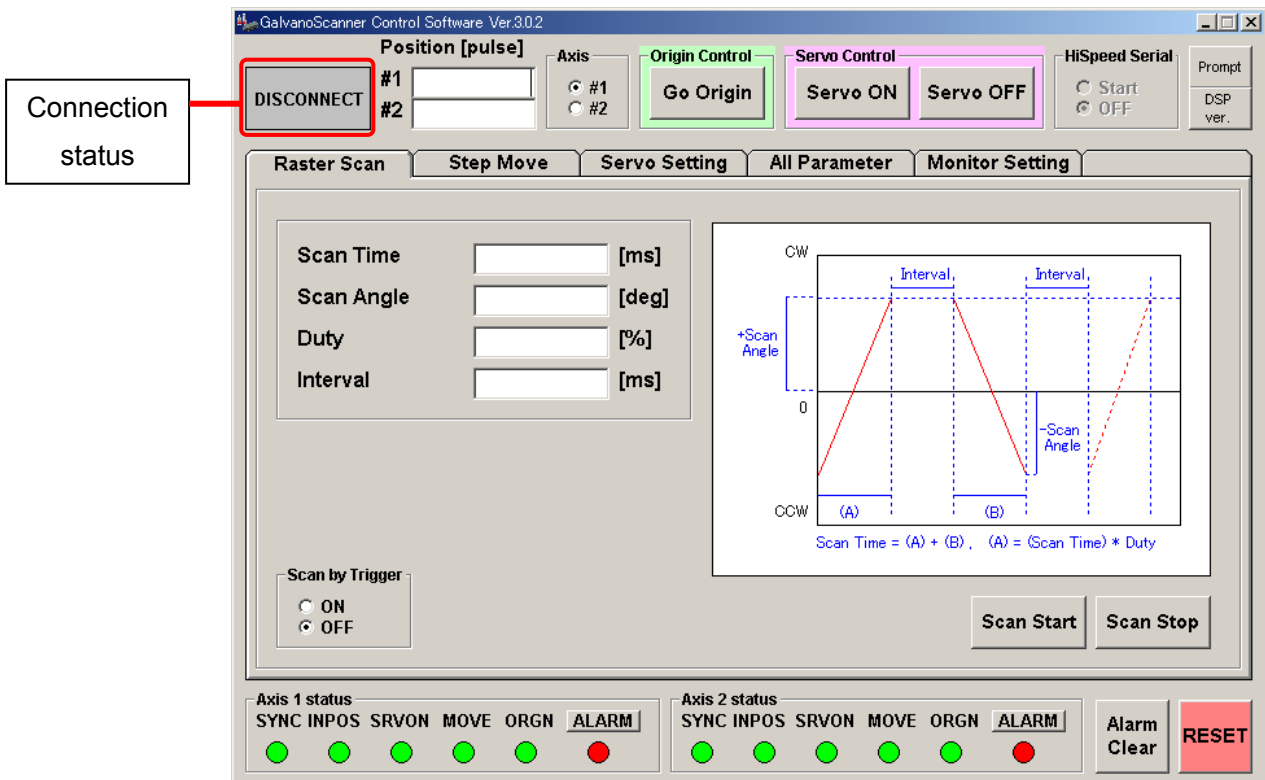 GalvanoScanner Control Software Ver.3.0.2
Connection
status
DISCONNECT
Position [pulse]
#1
#2
Axis
#1
#2
Origin Control
Go Origin
Servo Control
Servo ON
Servo OFF
HiSpeed Serial
Start
OFF
Prompt
DSP
ver.
Raster Scan
Step Move
Servo Setting
All Parameter
Monitor Setting
Scan Time [ms]
Scan Angle [deg]
Duty [%]
Interval [ms]
CW
Interval
Interval
+Scan
Angle
0
-Scan
Angle
CCW
(A)
(B)
Scan Time = (A) + (B) , (A) = (Scan Time) * Duty
Scan by Trigger
ON
OFF
Scan Start
Scan Stop
Axis 1 status
SYNC INPOS SRVON MOVE ORGN ALARM
Axis 2 status
SYNC INPOS SRVON MOVE ORGN ALARM
Alarm
Clear
RESET